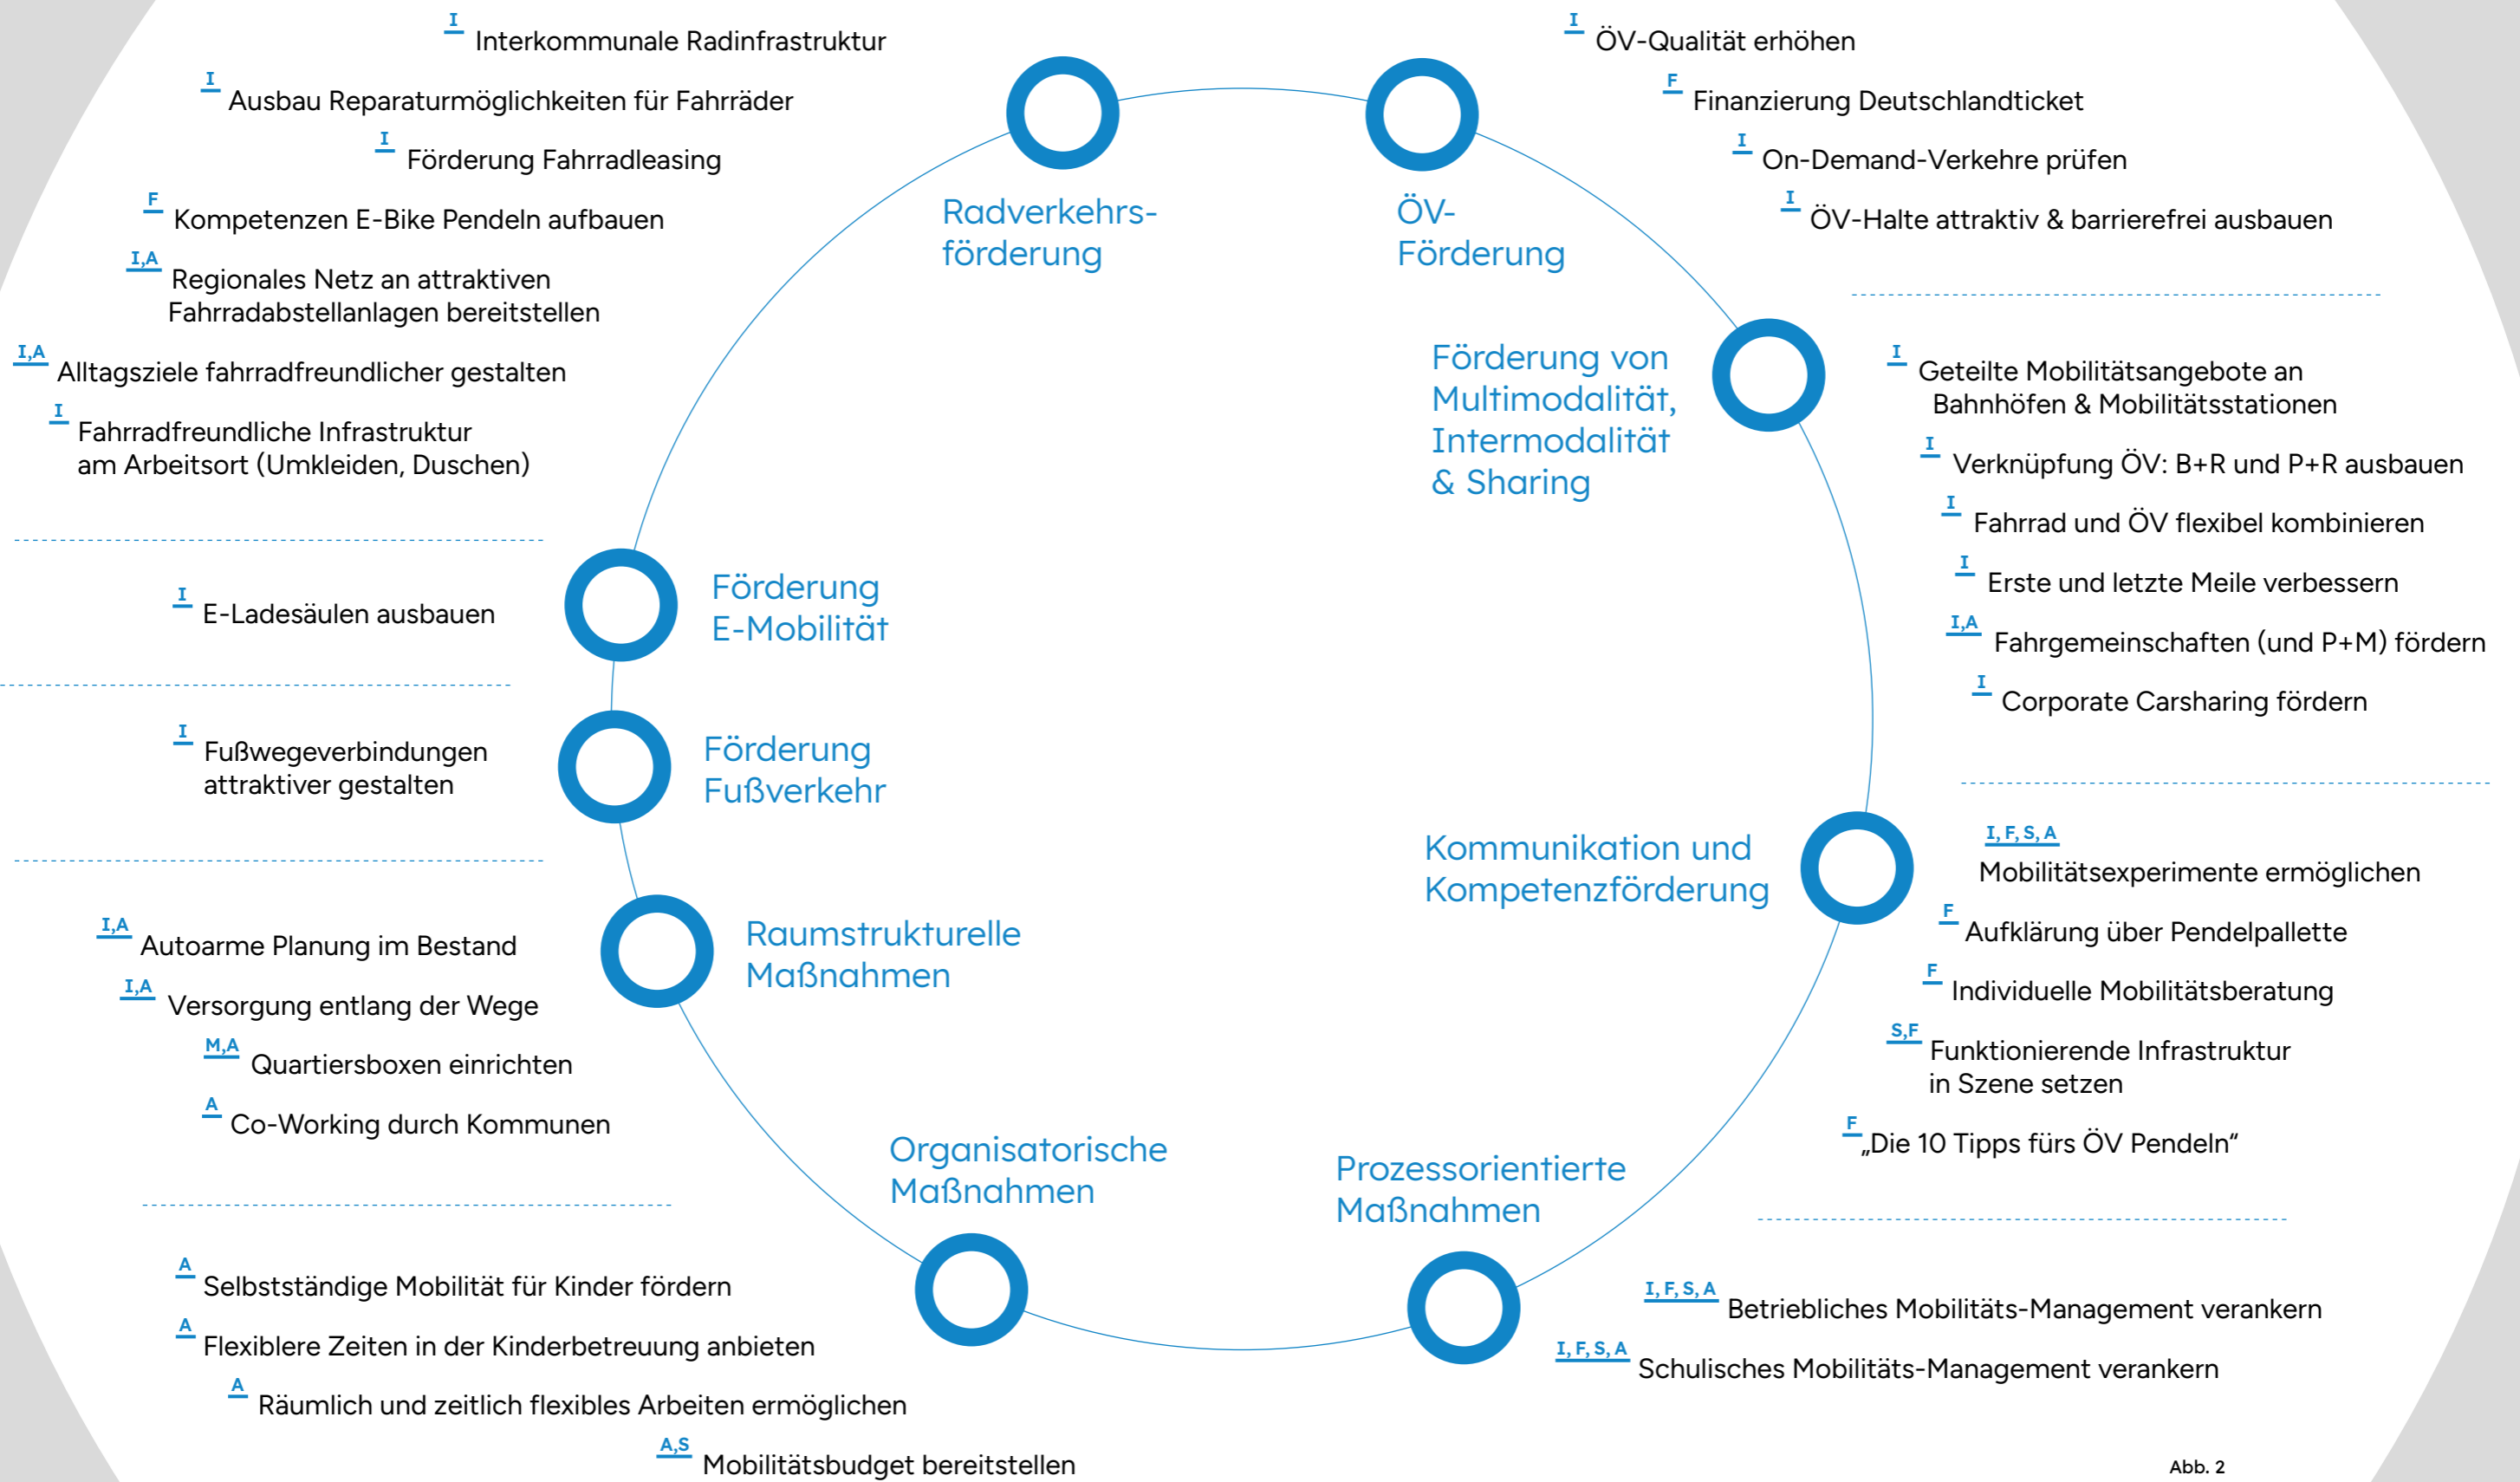 I
Interkommunale Radinfrastruktur
I
Ausbau Reparaturmöglichkeiten für Fahrräder
I
Förderung Fahrradleasing
F
Kompetenzen E-Bike Pendeln aufbauen
I,A
Regionales Netz an attraktiven
Fahrradabstellanlagen bereitstellen
I,A
Alltagsziele fahrradfreundlicher gestalten
I
Fahrradfreundliche Infrastruktur
am Arbeitsort (Umkleiden, Duschen)
Radverkehrs-
förderung
I
E-Ladesäulen ausbauen
Förderung
E-Mobilität
I
Fußwegeverbindungen
attraktiver gestalten
Förderung
Fußverkehr
I,A
Autoarme Planung im Bestand
I,A
Versorgung entlang der Wege
M,A
Quartiersboxen einrichten
A
Co-Working durch Kommunen
Raumstrukturelle
Maßnahmen
A
Selbstständige Mobilität für Kinder fördern
A
Flexiblere Zeiten in der Kinderbetreuung anbieten
A
Räumlich und zeitlich flexibles Arbeiten ermöglichen
A,S
Mobilitätsbudget bereitstellen
Organisatorische
Maßnahmen
I
ÖV-Qualität erhöhen
F
Finanzierung Deutschlandticket
I
On-Demand-Verkehre prüfen
I
ÖV-Halte attraktiv & barrierefrei ausbauen
ÖV-
Förderung
I
Geteilte Mobilitätsangebote an
Bahnhöfen & Mobilitätsstationen
I
Verknüpfung ÖV: B+R und P+R ausbauen
I
Fahrrad und ÖV flexibel kombinieren
I
Erste und letzte Meile verbessern
I,A
Fahrgemeinschaften (und P+M) fördern
I
Corporate Carsharing fördern
Förderung von
Multimodalität,
Intermodalität
& Sharing
I, F, S, A
Mobilitätsexperimente ermöglichen
F
Aufklärung über Pendelpallette
F
Individuelle Mobilitätsberatung
S,F
Funktionierende Infrastruktur
in Szene setzen
F
„Die 10 Tipps fürs ÖV Pendeln“
Kommunikation und
Kompetenzförderung
I, F, S, A
Betriebliches Mobilitäts-Management verankern
I, F, S, A
Schulisches Mobilitäts-Management verankern
Prozessorientierte
Maßnahmen
Abb. 2